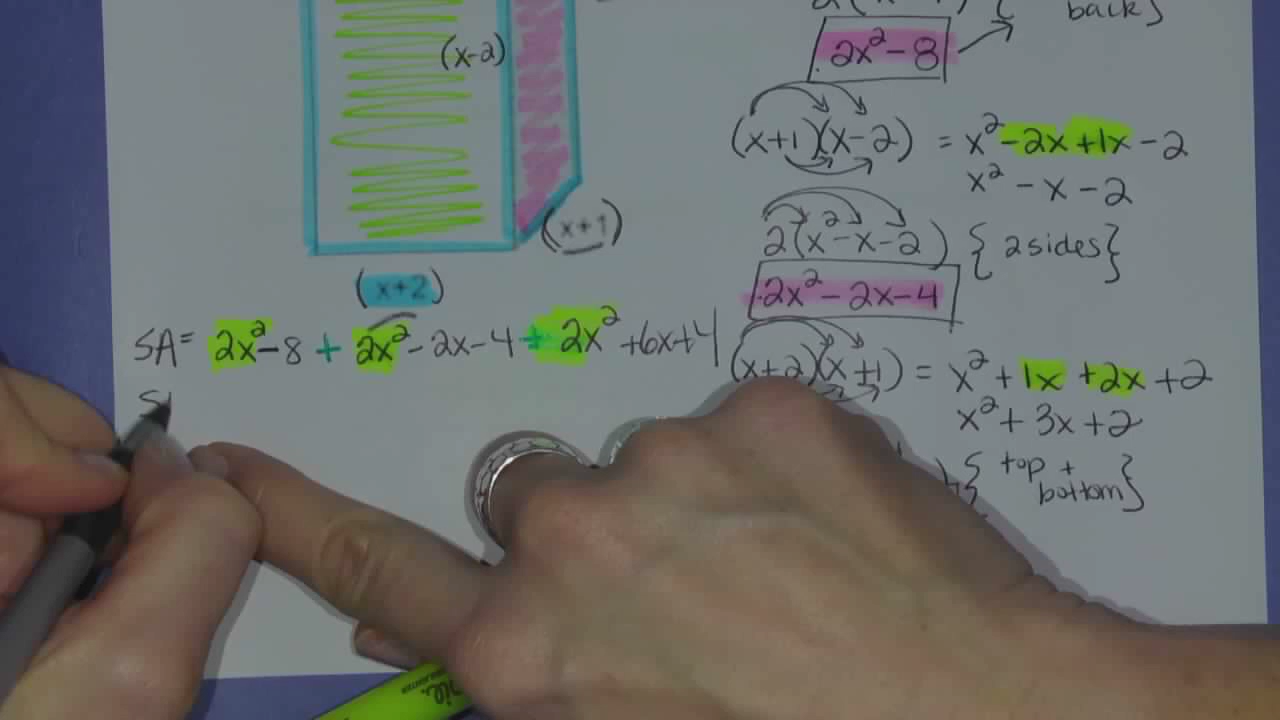 back}
2x² - 8
(x-2)
(x+1)(x-2) = x² - 2x + 1x - 2
x² - x - 2
2(x² - x - 2) {2 sides}
(x+1)
(x+2)
2x² - 2x - 4
SA = 2x² - 8 + 2x² - 2x - 4 + 2x² + 6x + 4
(x+2)(x+1) = x² + 1x + 2x + 2
x² + 3x + 2
{top +
bottom}